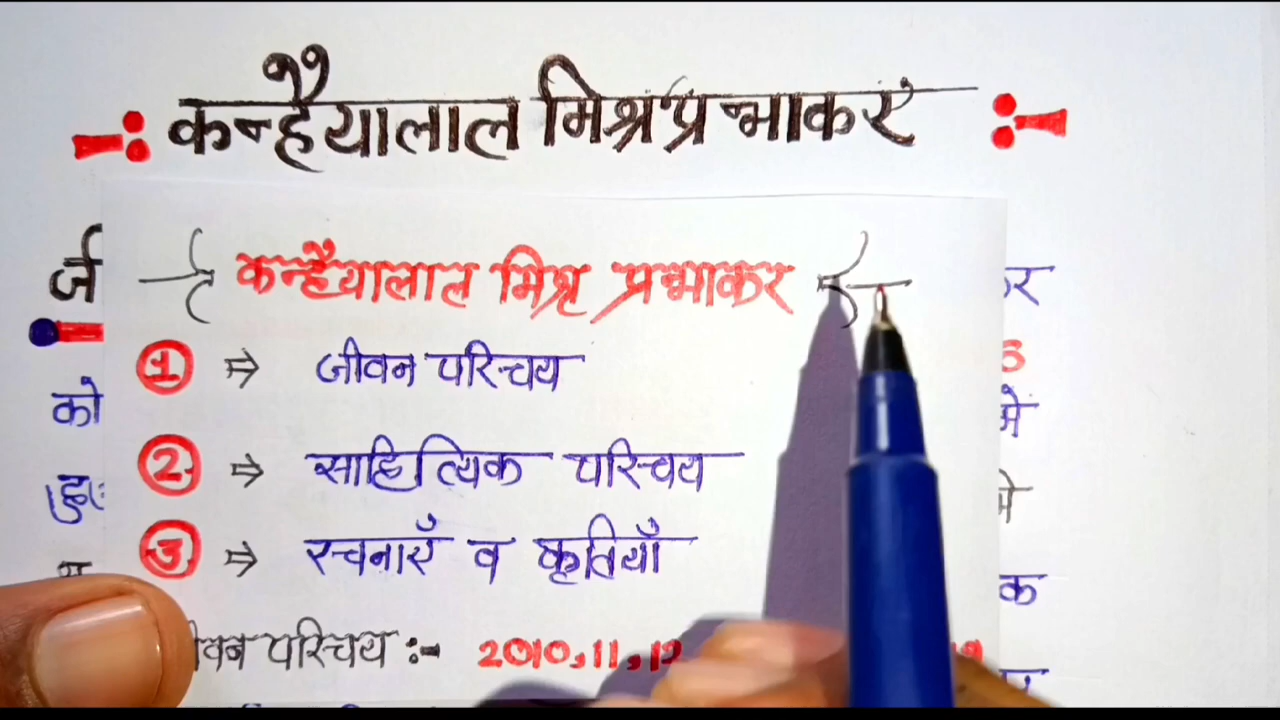 -: कन्हैयालाल मिश्र प्रभाकर :-
कन्हैयालाल मिश्र प्रभाकर
1 ⇒ जीवन परिचय
2 ⇒ साहित्यिक परिचय
3 ⇒ रचनाएँ व कृतियाँ
परिचय :- 2010, 11, 12
को
में